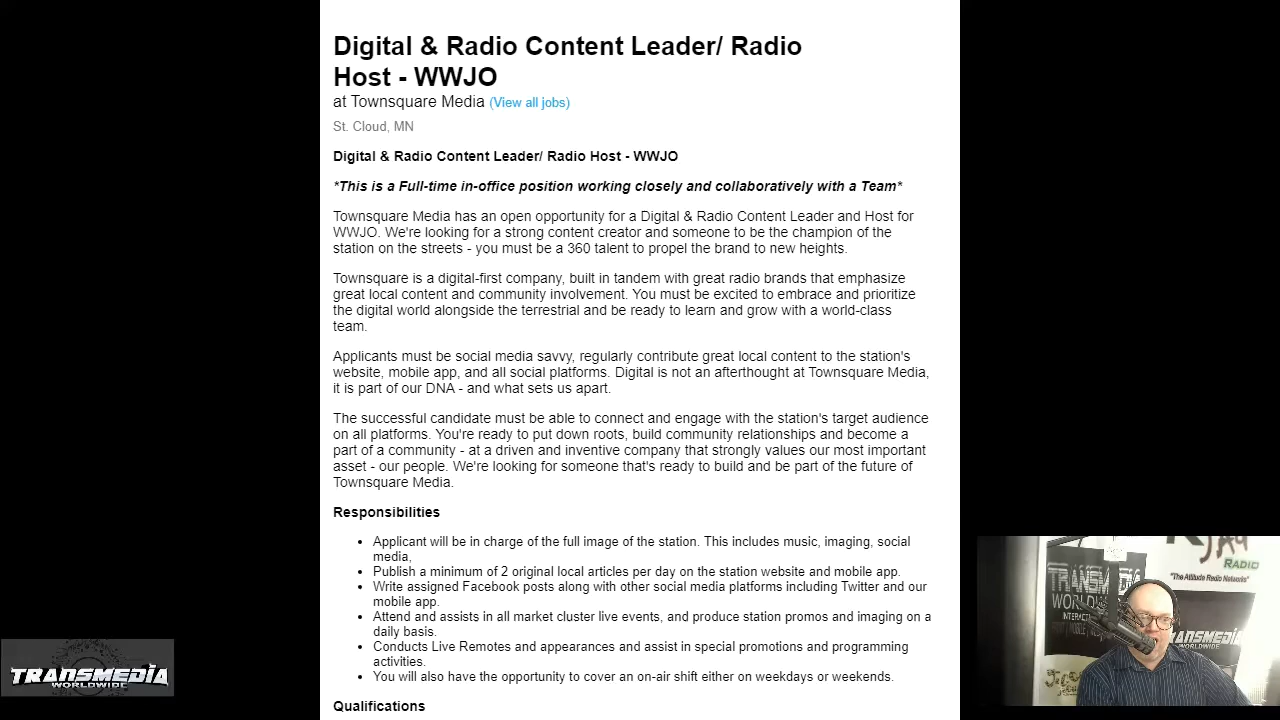 Digital & Radio Content Leader/ Radio
Host - WWJO
at Townsquare Media (View all jobs)
St. Cloud, MN
Digital & Radio Content Leader/ Radio Host - WWJO
*This is a Full-time in-office position working closely and collaboratively with a Team*
Townsquare Media has an open opportunity for a Digital & Radio Content Leader and Host for
WWJO. We're looking for a strong content creator and someone to be the champion of the
station on the streets - you must be a 360 talent to propel the brand to new heights.
Townsquare is a digital-first company, built in tandem with great radio brands that emphasize
great local content and community involvement. You must be excited to embrace and prioritize
the digital world alongside the terrestrial and be ready to learn and grow with a world-class
team.
Applicants must be social media savvy, regularly contribute great local content to the station's
website, mobile app, and all social platforms. Digital is not an afterthought at Townsquare Media,
it is part of our DNA - and what sets us apart.
The successful candidate must be able to connect and engage with the station's target audience
on all platforms. You're ready to put down roots, build community relationships and become a
part of a community - at a driven and inventive company that strongly values our most important
asset - our people. We're looking for someone that's ready to build and be part of the future of
Townsquare Media.
Responsibilities
• Applicant will be in charge of the full image of the station. This includes music, imaging, social
media,
• Publish a minimum of 2 original local articles per day on the station website and mobile app.
• Write assigned Facebook posts along with other social media platforms including Twitter and our
mobile app.
• Attend and assists in all market cluster live events, and produce station promos and imaging on a
daily basis.
• Conducts Live Remotes and appearances and assist in special promotions and programming
activities.
• You will also have the opportunity to cover an on-air shift either on weekdays or weekends.
Qualifications
TRANSMEDIA
WORLDWIDE
RADIO
"The Attitude Radio Networks"
TRANSMEDIA